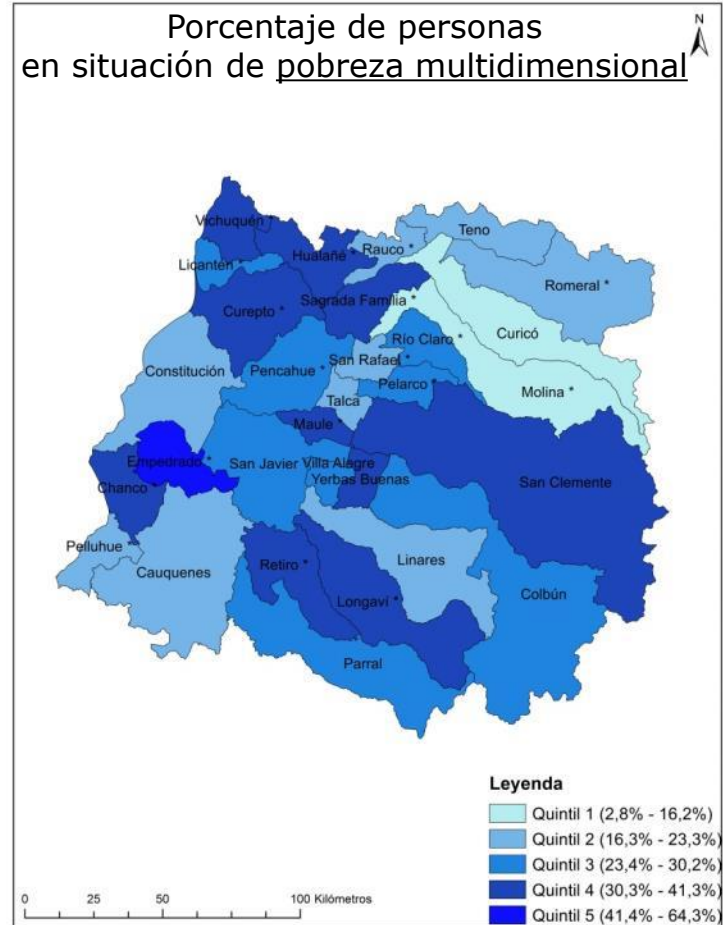 Porcentaje de personas
en situación de pobreza multidimensional
N
Vichuquén *
Teno
Rauco *
Hualañé *
Licantén *
Romeral *
Sagrada Familia *
Curepto *
Curicó
Río Claro *
San Rafael *
Constitución
Pencahue *
Pelarco *
Molina *
Talca
Maule *
Empedrado *
San Javier
Villa Alegre
Yerbas Buenas
San Clemente
Chanco *
Pelluhue *
Cauquenes
Retiro *
Linares
Longaví *
Colbún
Parral
Leyenda
Quintil 1 (2,8% - 16,2%)
Quintil 2 (16,3% - 23,3%)
Quintil 3 (23,4% - 30,2%)
Quintil 4 (30,3% - 41,3%)
Quintil 5 (41,4% - 64,3%)
0 25 50 100 Kilómetros